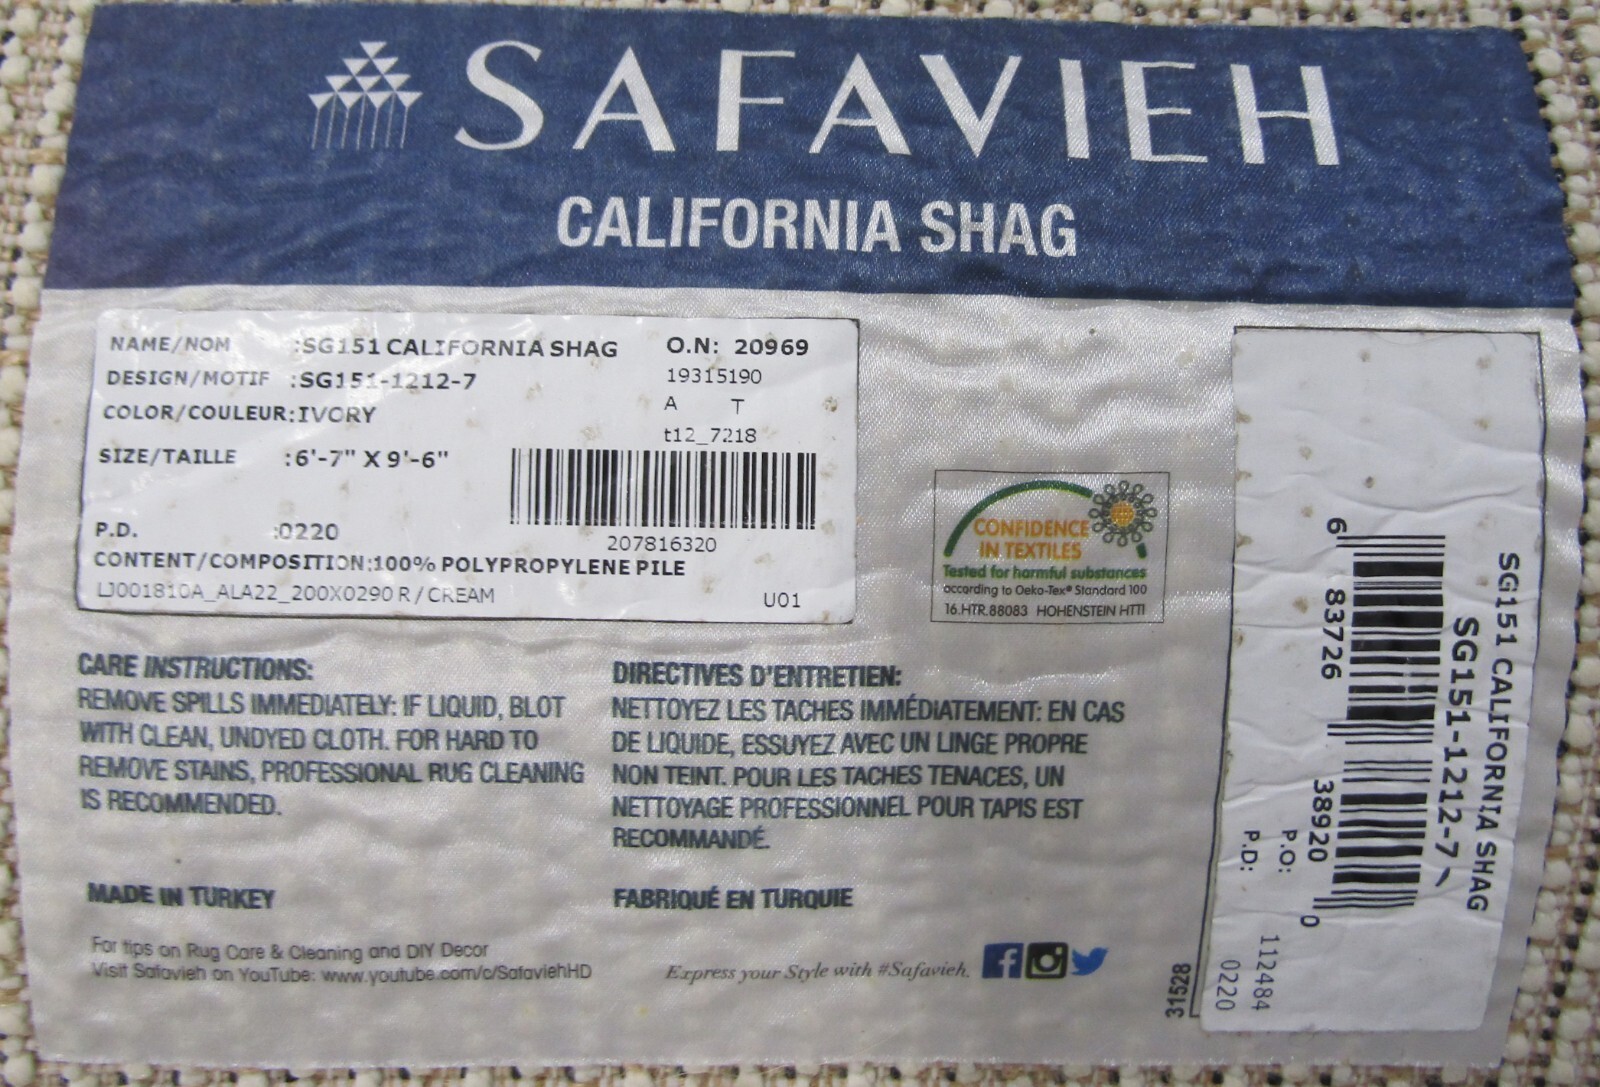 SAFAVIEH
CALIFORNIA SHAG
NAME/NOM :SG151 CALIFORNIA SHAG O.N: 20969
DESIGN/MOTIF :SG151-1212-7 19315190
COLOR/COULEUR:IVORY A T
t12_7218
SIZE/TAILLE :6'-7" X 9'-6"
P.D. :0220
207816320
CONTENT/COMPOSITION:100% POLYPROPYLENE PILE
LJ001810A_ALA22_200X0290 R / CREAM U01
CONFIDENCE
IN TEXTILES
Tested for harmful substances
according to Oeko-Tex® Standard 100
16.HTR.88083 HOHENSTEIN HTTI
CARE INSTRUCTIONS:
REMOVE SPILLS IMMEDIATELY: IF LIQUID, BLOT
WITH CLEAN, UNDYED CLOTH. FOR HARD TO
REMOVE STAINS, PROFESSIONAL RUG CLEANING
IS RECOMMENDED.
DIRECTIVES D'ENTRETIEN:
NETTOYEZ LES TACHES IMMÉDIATEMENT: EN CAS
DE LIQUIDE, ESSUYEZ AVEC UN LINGE PROPRE
NON TEINT. POUR LES TACHES TENACES, UN
NETTOYAGE PROFESSIONNEL POUR TAPIS EST
RECOMMANDÉ.
MADE IN TURKEY
FABRIQUÉ EN TURQUIE
For tips on Rug Care & Cleaning and DIY Decor
Visit Safavieh on YouTube: www.youtube.com/c/SafaviehHD
Express your Style with #Safavieh.
SG151 CALIFORNIA SHAG
SG151-1212-7
6 83726 38920 0
P.O: 112484
P.D: 0220
31528